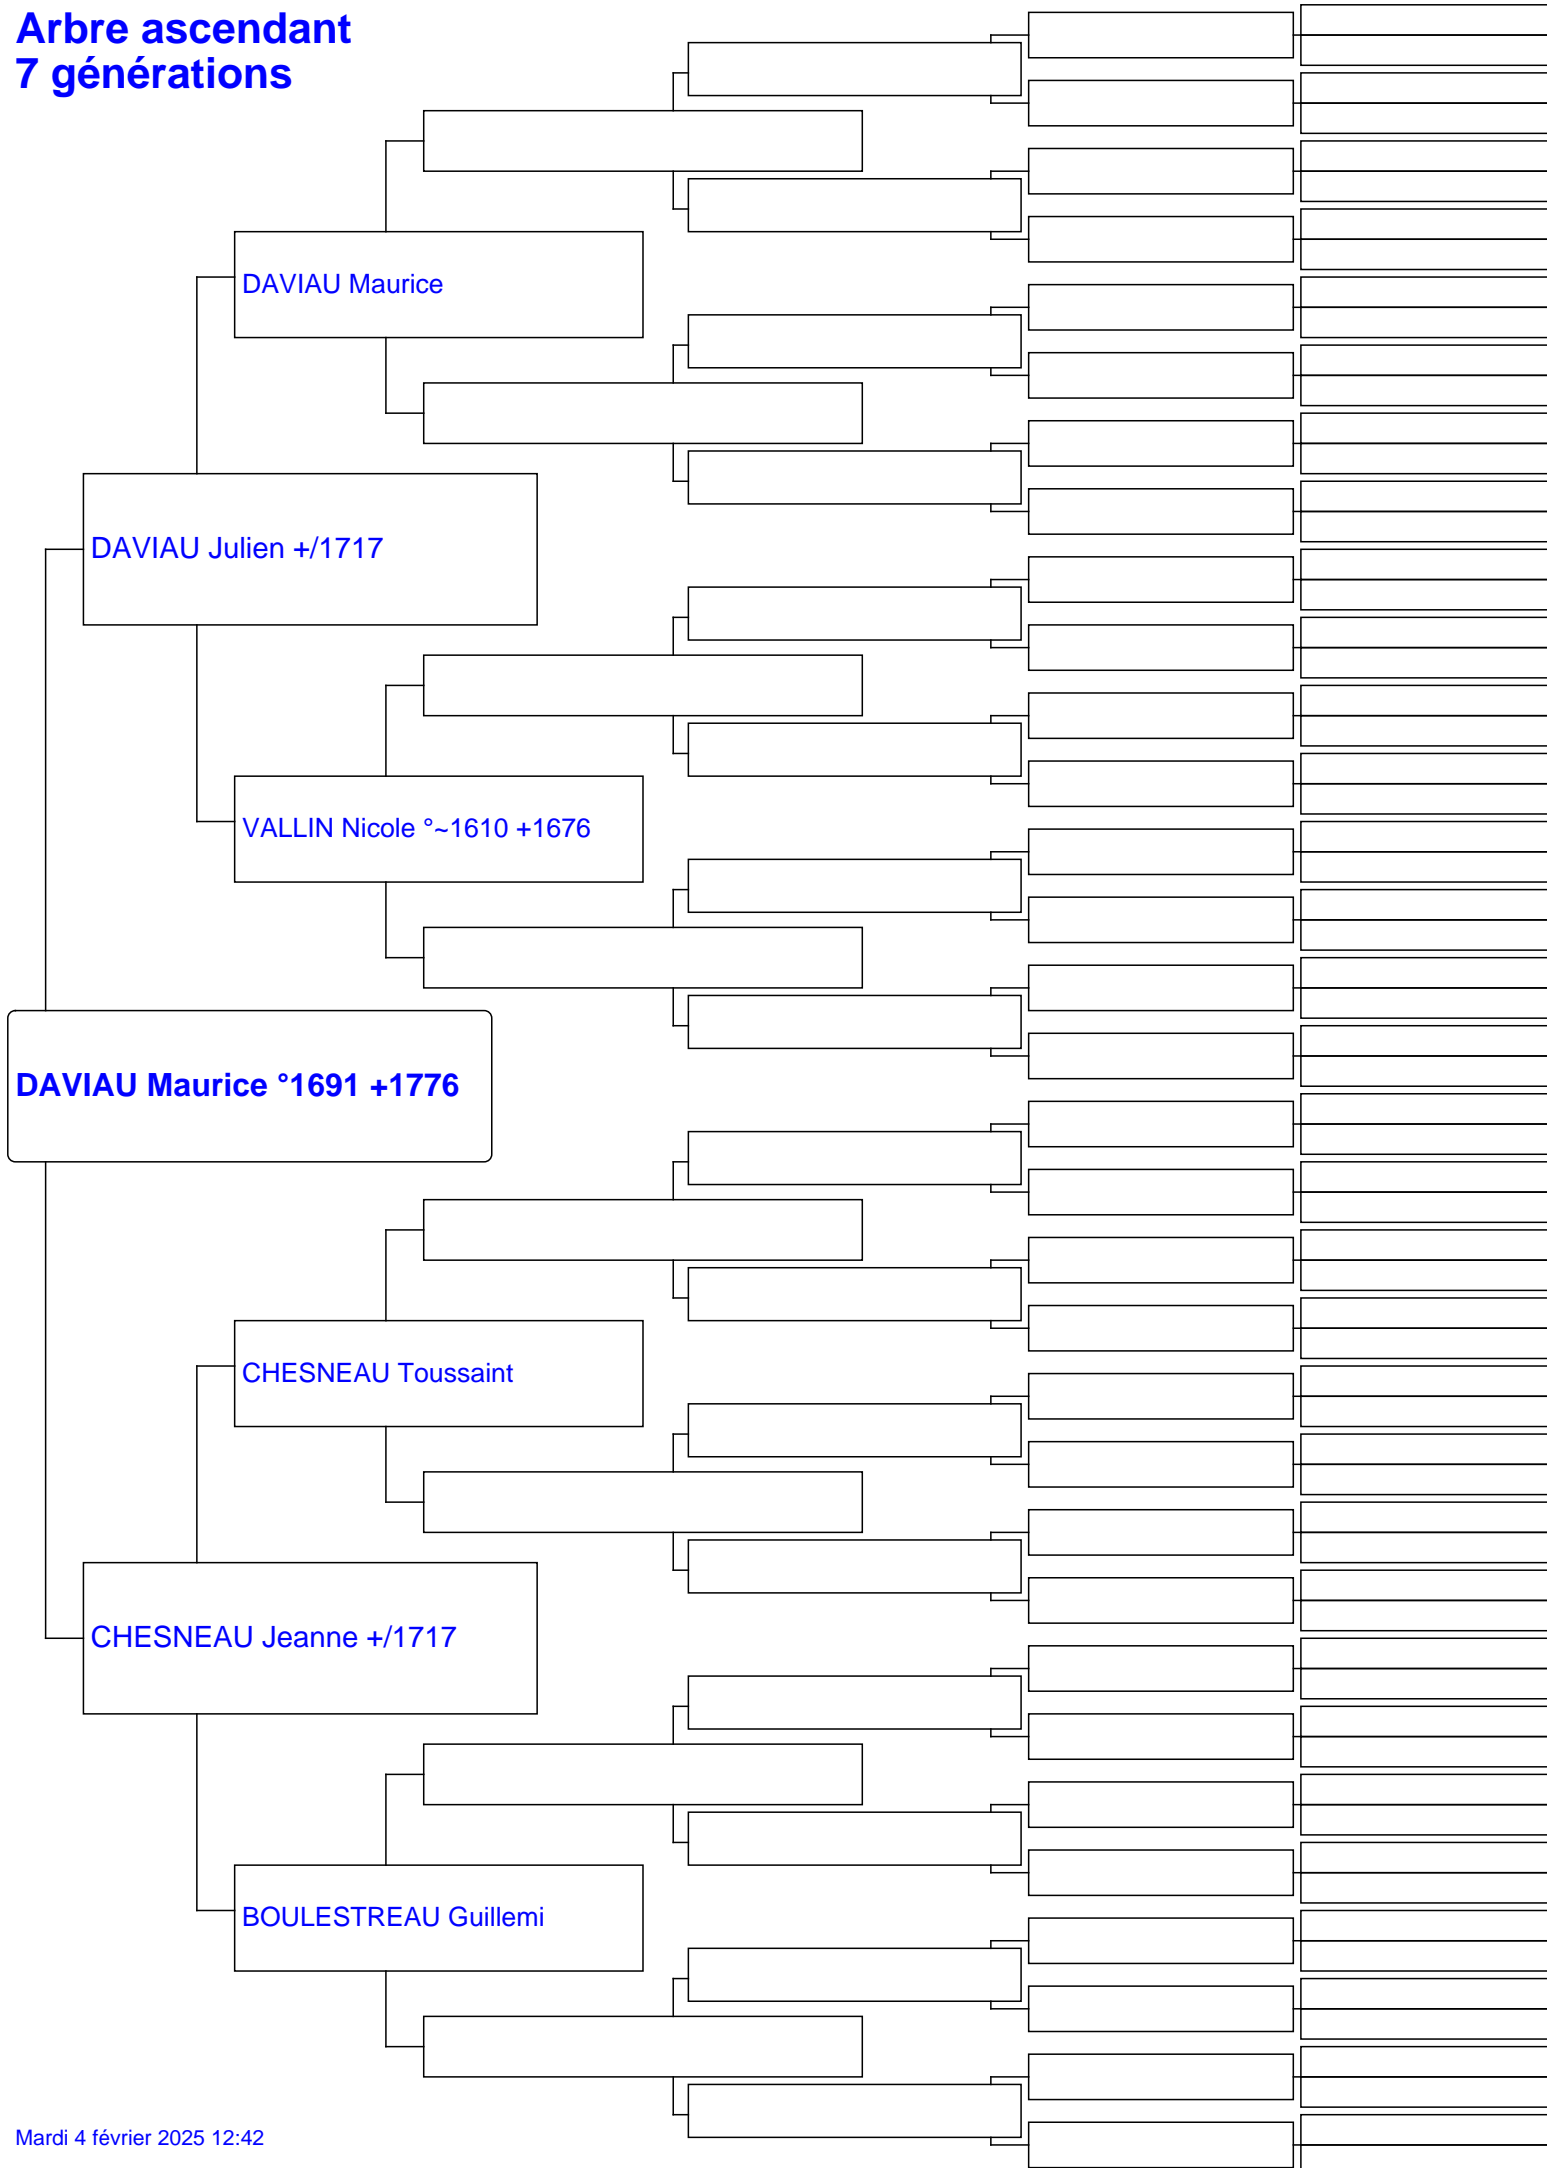 Arbre ascendant
7 générations
DAVIAU Maurice
DAVIAU Julien +/1717
VALLIN Nicole °~1610 +1676
DAVIAU Maurice °1691 +1776
CHESNEAU Toussaint
CHESNEAU Jeanne +/1717
BOULESTREAU Guillemi
Mardi 4 février 2025 12:42